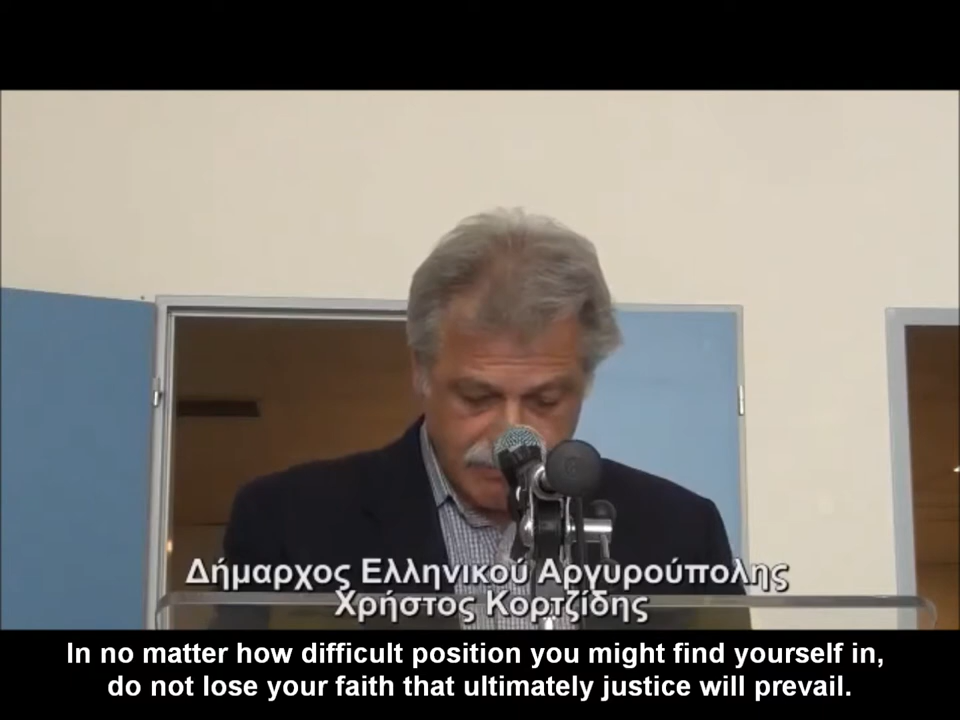 Δήμαρχος Ελληνικού Αργυρούπολης
Χρήστος Κορτζίδης
In no matter how difficult position you might find yourself in,
do not lose your faith that ultimately justice will prevail.